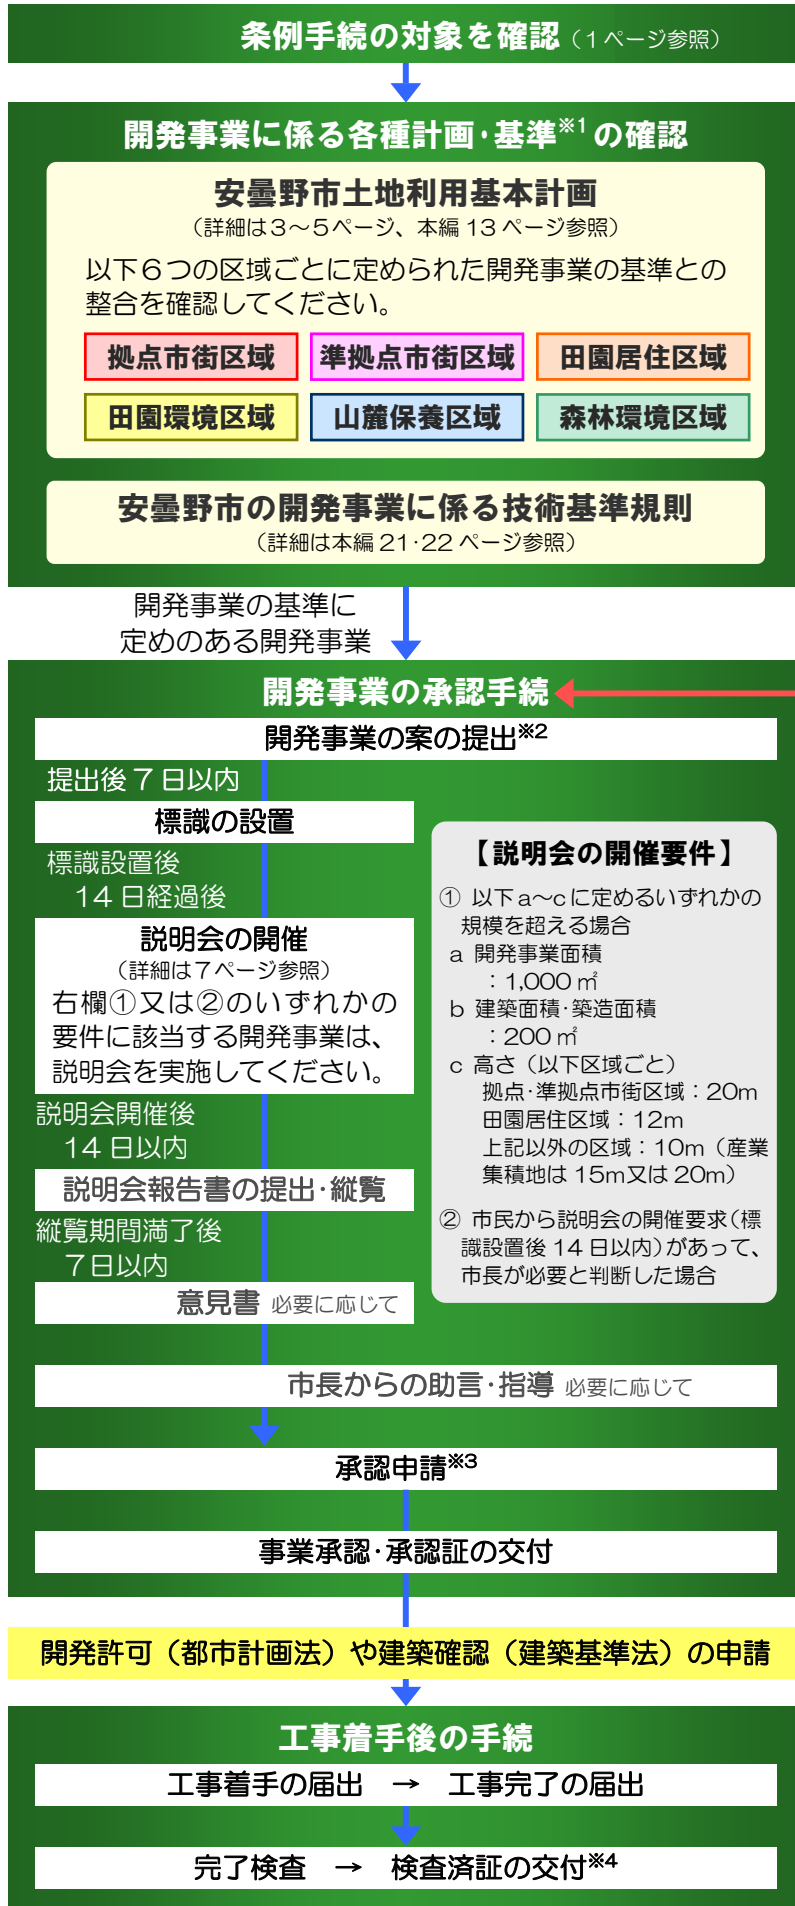 条例手続の対象を確認（１ページ参照）
開発事業に係る各種計画・基準※1の確認
安曇野市土地利用基本計画
（詳細は３～５ページ、本編 13 ページ参照）
以下６つの区域ごとに定められた開発事業の基準との
整合を確認してください。
拠点市街区域 準拠点市街区域 田園居住区域
田園環境区域 山麓保養区域 森林環境区域
安曇野市の開発事業に係る技術基準規則
（詳細は本編 21・22 ページ参照）
開発事業の基準に
定めのある開発事業
開発事業の承認手続
開発事業の案の提出※2
提出後７日以内
標識の設置
標識設置後
14 日経過後
説明会の開催
（詳細は７ページ参照）
右欄①又は②のいずれかの
要件に該当する開発事業は、
説明会を実施してください。
説明会開催後
14 日以内
説明会報告書の提出・縦覧
縦覧期間満了後
７日以内
意見書 必要に応じて
【説明会の開催要件】
① 以下a～cに定めるいずれかの
規模を超える場合
a 開発事業面積
：1,000 ㎡
b 建築面積・築造面積
：200 ㎡
c 高さ（以下区域ごと）
拠点・準拠点市街区域：20m
田園居住区域：12m
上記以外の区域：10m（産業
集積地は 15m又は 20m）
② 市民から説明会の開催要求（標
識設置後 14 日以内）があって、
市長が必要と判断した場合
市長からの助言・指導 必要に応じて
承認申請※3
事業承認・承認証の交付
開発許可（都市計画法）や建築確認（建築基準法）の申請
工事着手後の手続
工事着手の届出 → 工事完了の届出
完了検査 → 検査済証の交付※4